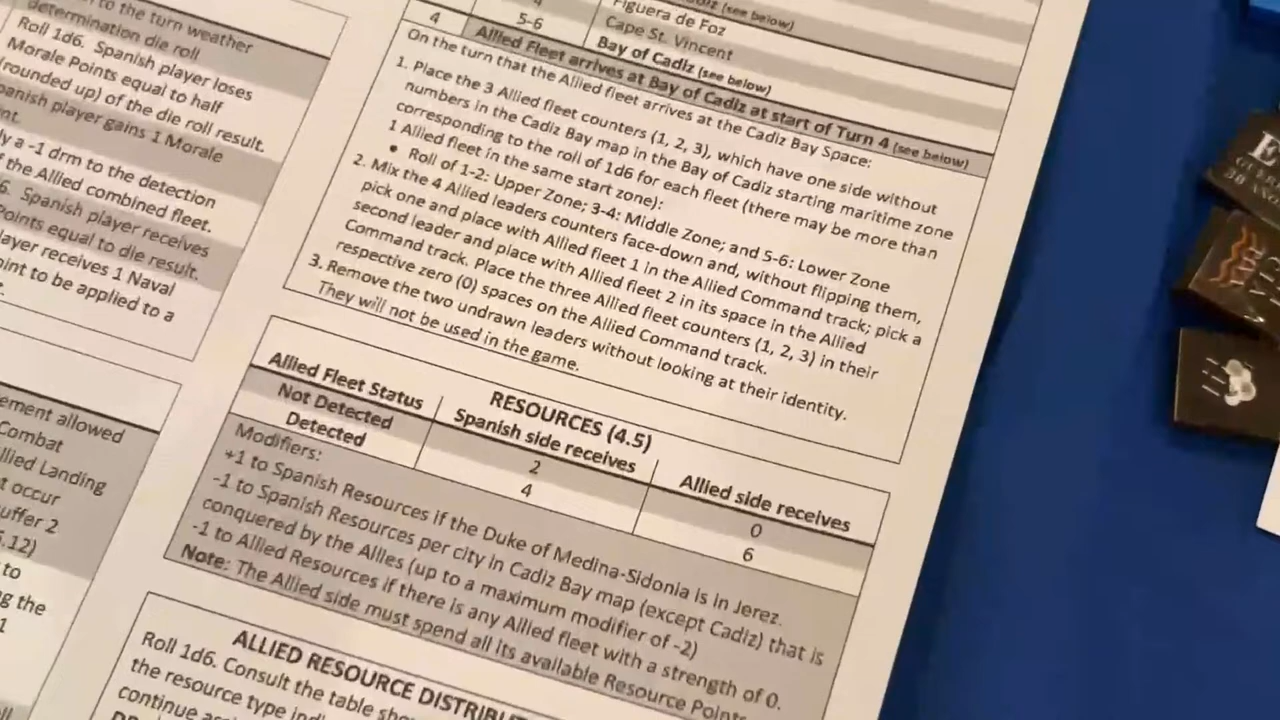 to the turn weather
determination die roll
Roll 1d6. Spanish player loses
Morale Points equal to half
(rounded up) of the die roll result.
panish player gains 1 Morale
nt.
ly a -1 drm to the detection
f the Allied combined fleet.
6. Spanish player receives
Points equal to die result.
layer receives 1 Naval
oint to be applied to a
ement allowed
Combat
llied Landing
t occur
uffer 2
5.12)
to
ng the
1
(see below)
Figuera de Foz
Cape St. Vincent
4 5-6 Bay of Cadiz (see below)
Allied Fleet arrives at Bay of Cadiz at start of Turn 4 (see below)
On the turn that the Allied fleet arrives at the Cadiz Bay Space:
1. Place the 3 Allied fleet counters (1, 2, 3), which have one side without
numbers in the Cadiz Bay map in the Bay of Cadiz starting maritime zone
corresponding to the roll of 1d6 for each fleet (there may be more than
1 Allied fleet in the same start zone):
• Roll of 1-2: Upper Zone; 3-4: Middle Zone; and 5-6: Lower Zone
2. Mix the 4 Allied leaders counters face-down and, without flipping them,
pick one and place with Allied fleet 1 in the Allied Command track; pick a
second leader and place with Allied fleet 2 in its space in the Allied
Command track. Place the three Allied fleet counters (1, 2, 3) in their
respective zero (0) spaces on the Allied Command track.
3. Remove the two undrawn leaders without looking at their identity.
They will not be used in the game.
RESOURCES (4.5)
Allied Fleet Status Spanish side receives Allied side receives
Not Detected 2 0
Detected 4 6
Modifiers:
+1 to Spanish Resources if the Duke of Medina-Sidonia is in Jerez.
-1 to Spanish Resources per city in Cadiz Bay map (except Cadiz) that is
conquered by the Allies (up to a maximum modifier of -2)
-1 to Allied Resources if there is any Allied fleet with a strength of 0.
Note: The Allied side must spend all its available Resource Points
ALLIED RESOURCE DISTRIBUT
Roll 1d6. Consult the table sho
the resource type indi